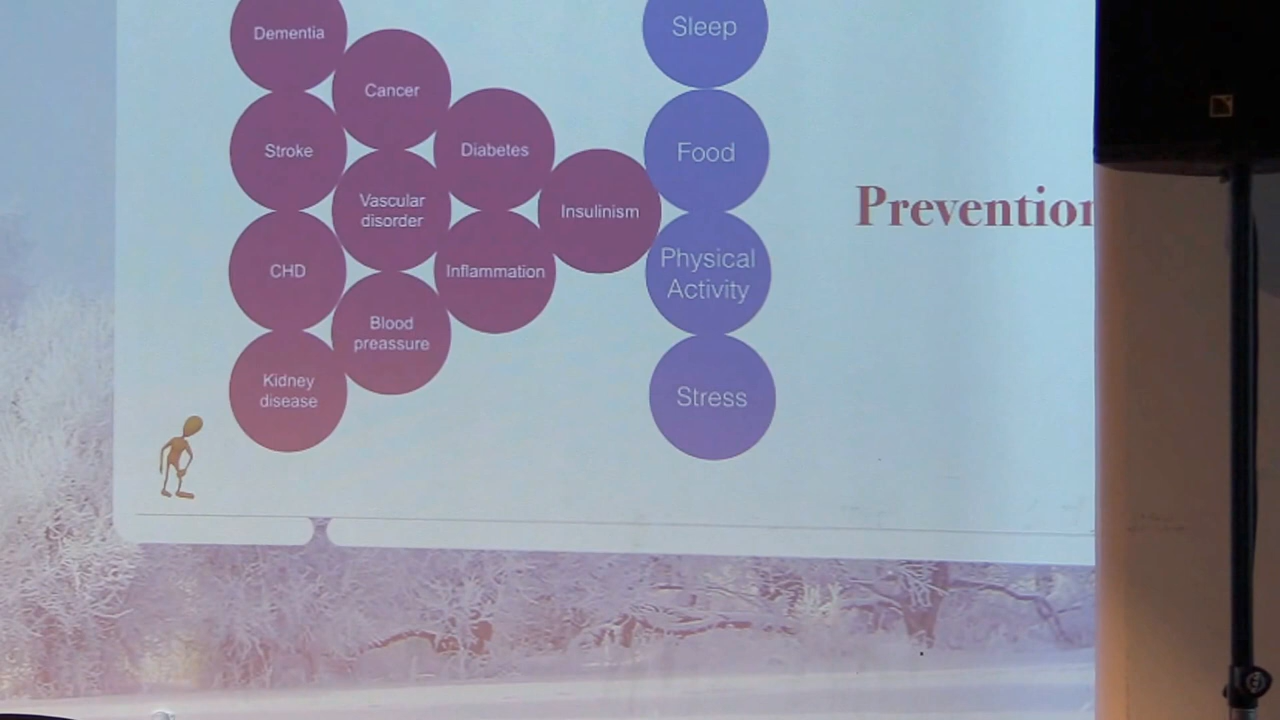 Dementia
Cancer
Stroke
Diabetes
Vascular
disorder
Insulinism
CHD
Inflammation
Blood
preassure
Kidney
disease
Sleep
Food
Physical
Activity
Stress
Prevention